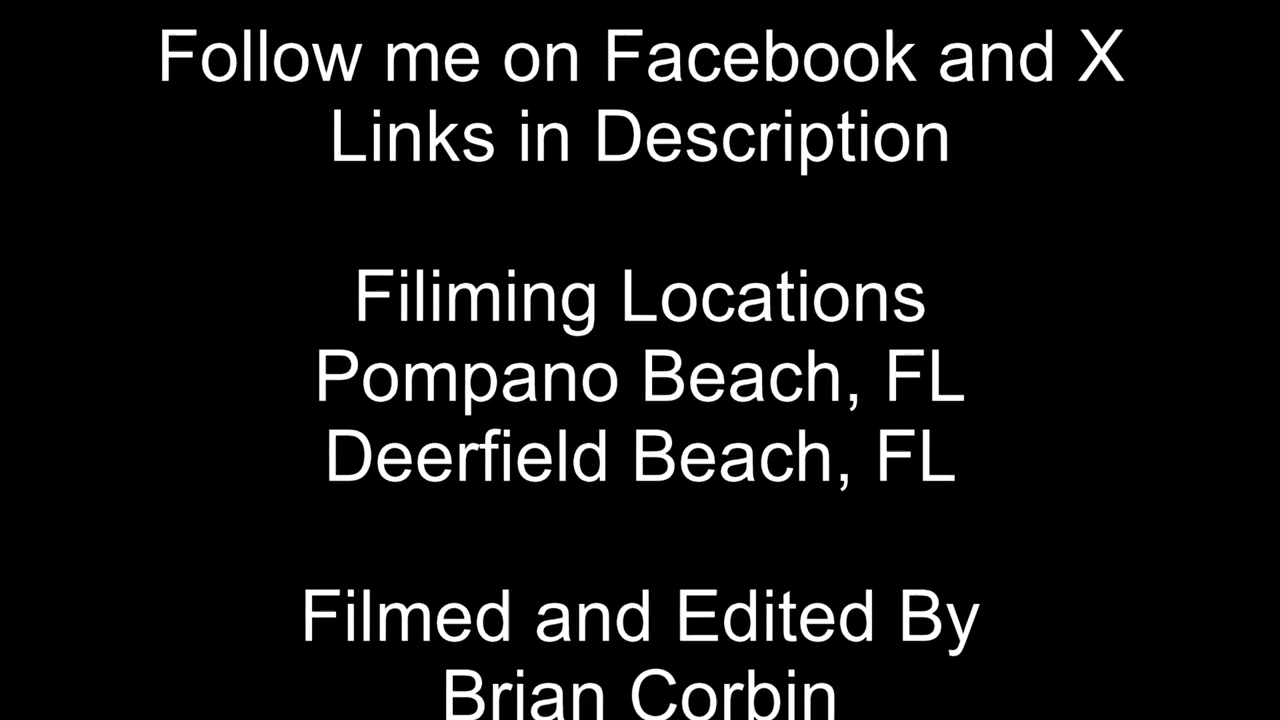 Follow me on Facebook and X
Links in Description
Filiming Locations
Pompano Beach, FL
Deerfield Beach, FL
Filmed and Edited By
Brian Corbin